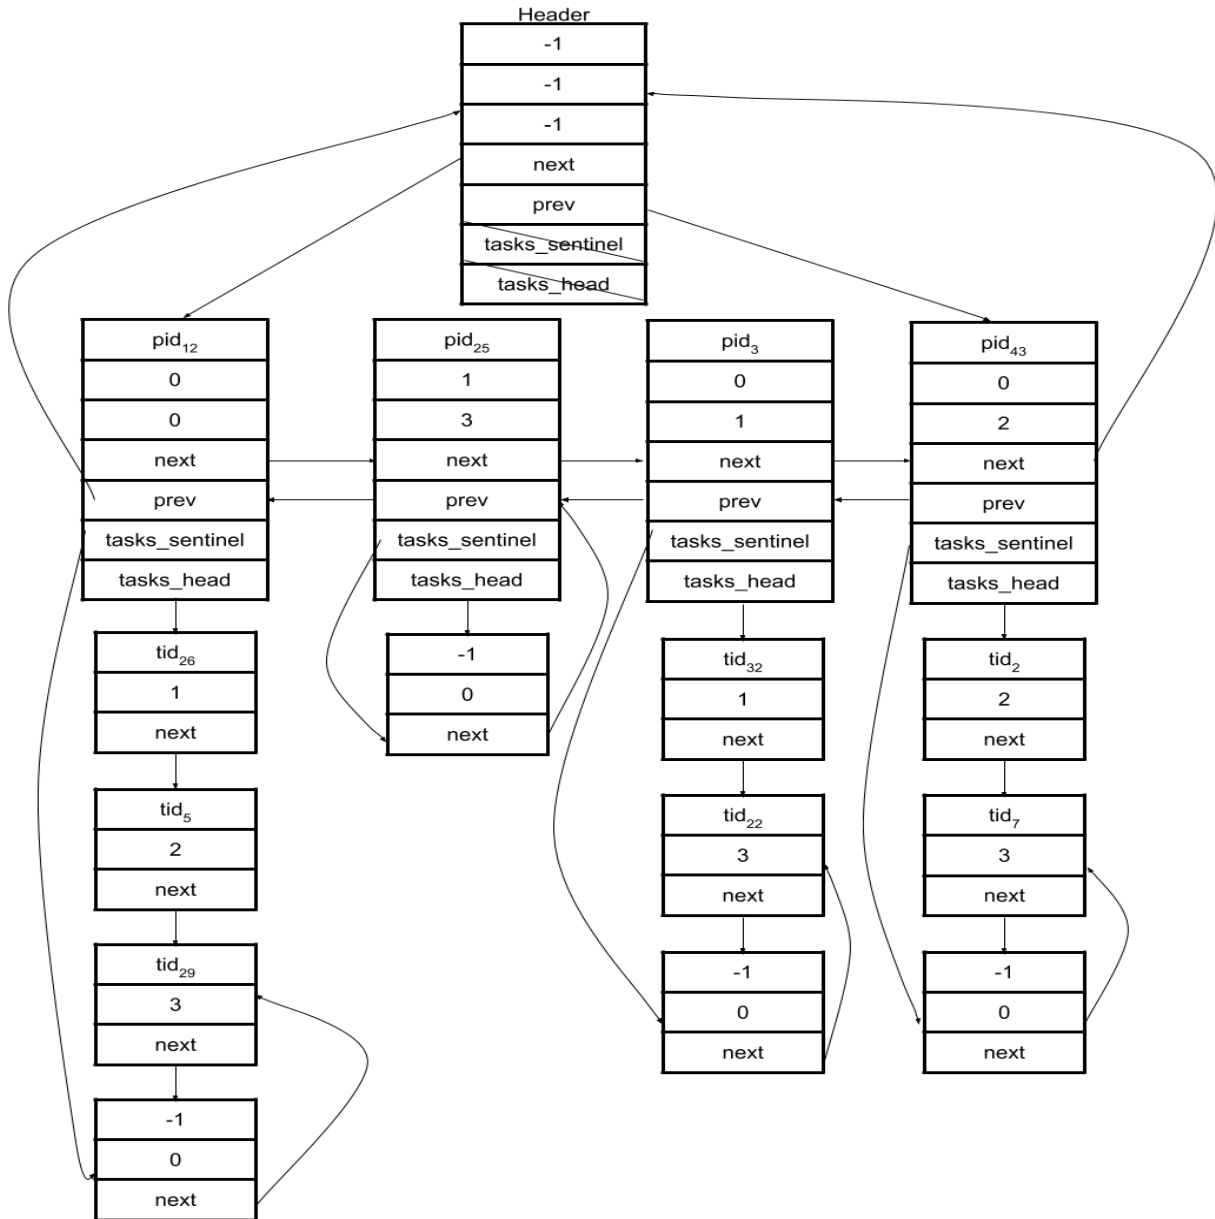 Header
-1
-1
-1
next
prev
tasks_sentinel
tasks_head
pid12
0
0
next
prev
tasks_sentinel
tasks_head
pid25
1
3
next
prev
tasks_sentinel
tasks_head
pid3
0
1
next
prev
tasks_sentinel
tasks_head
pid43
0
2
next
prev
tasks_sentinel
tasks_head
tid26
1
next
tid5
2
next
tid29
3
next
-1
0
next
-1
0
next
tid32
1
next
tid22
3
next
-1
0
next
tid2
2
next
tid7
3
next
-1
0
next